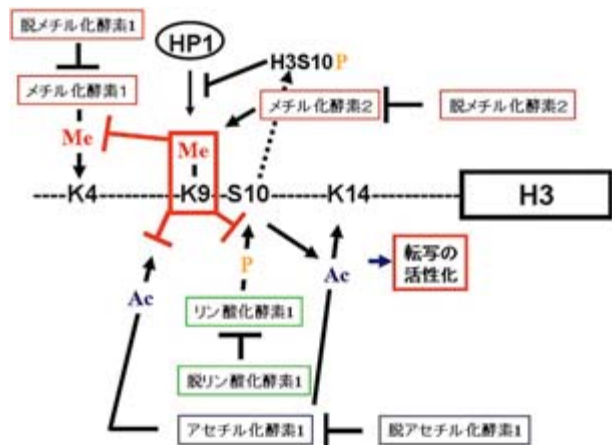 脱メチル化酵素1
HP1
H3S10P
メチル化酵素1
メチル化酵素2
脱メチル化酵素2
Me
Me
K4
K9
S10
K14
H3
P
Ac
Ac
転写の
活性化
リン酸化酵素1
脱リン酸化酵素1
アセチル化酵素1
脱アセチル化酵素1